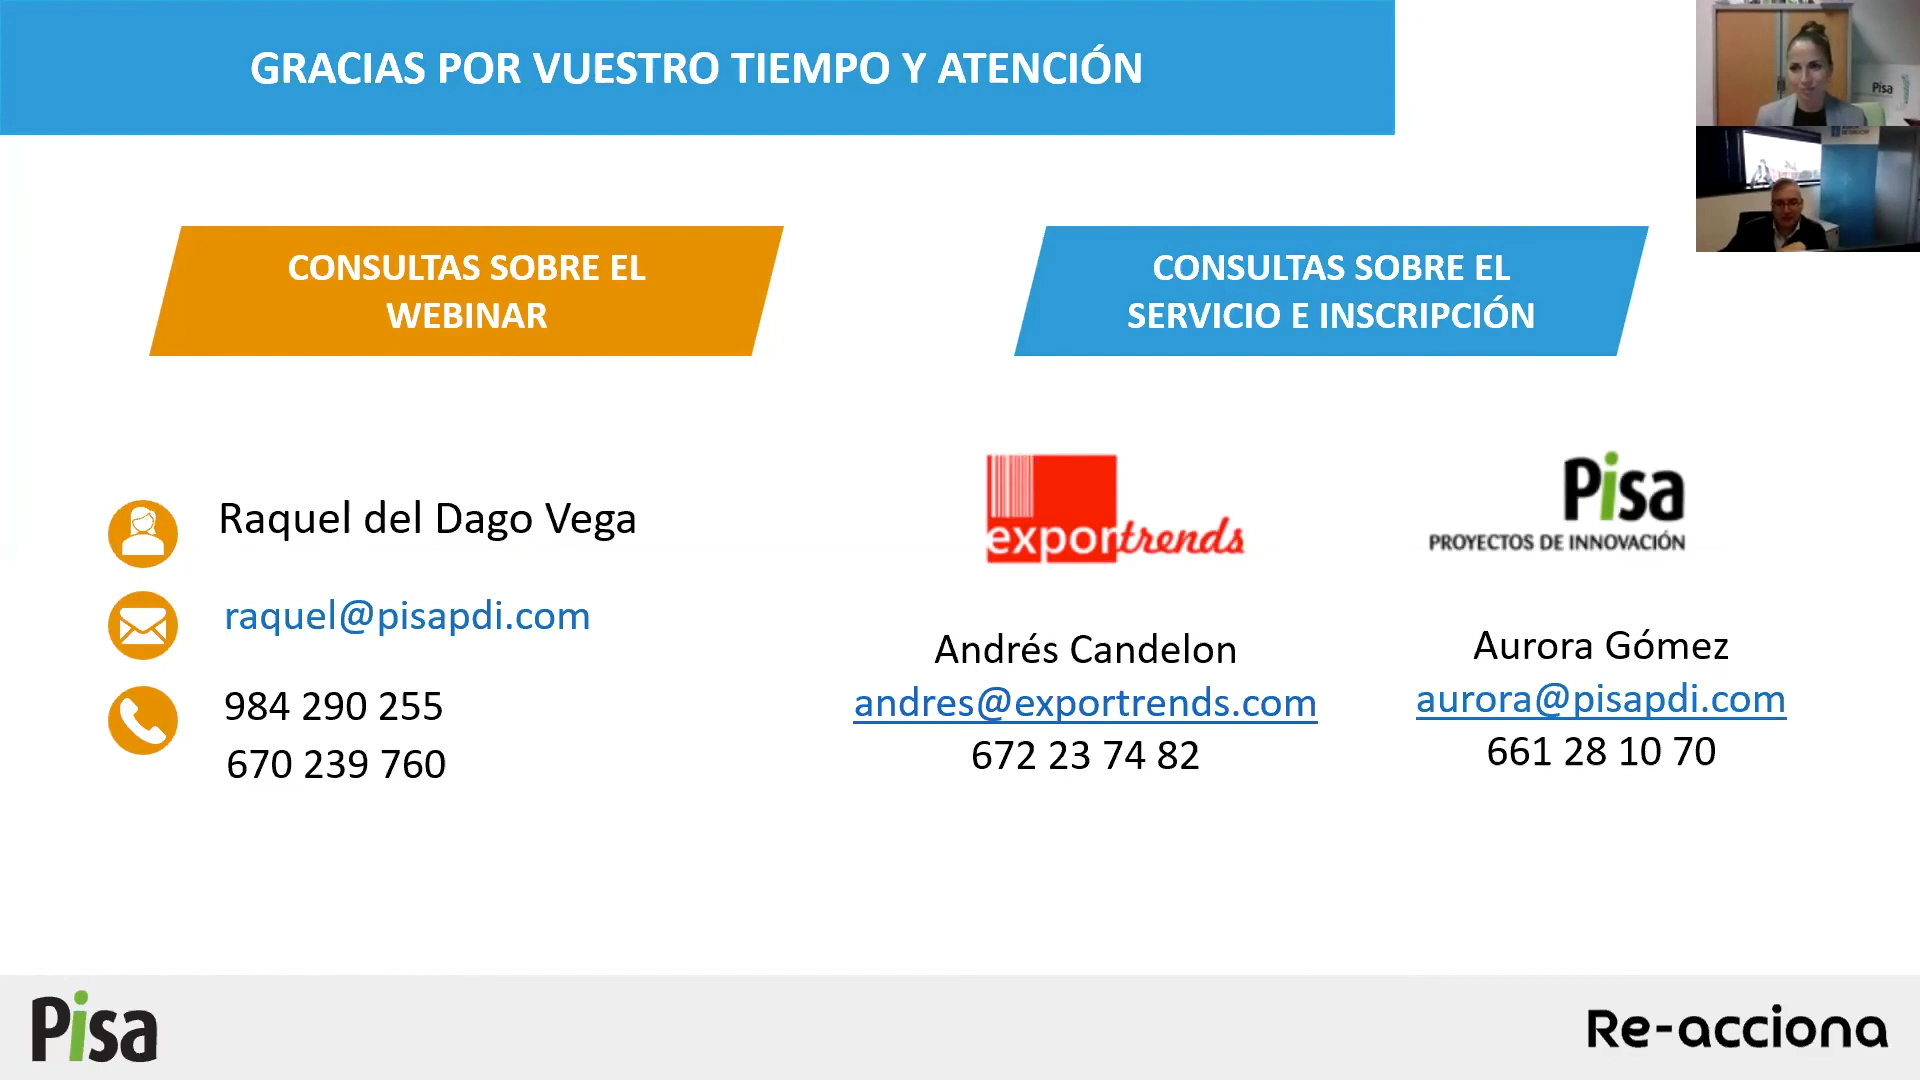 GRACIAS POR VUESTRO TIEMPO Y ATENCIÓN
Pisa
CONSULTAS SOBRE EL
WEBINAR
CONSULTAS SOBRE EL
SERVICIO E INSCRIPCIÓN
Raquel del Dago Vega
raquel@pisapdi.com
984 290 255
670 239 760
exportrends
Andrés Candelon
andres@exportrends.com
672 23 74 82
Pisa
PROYECTOS DE INNOVACIÓN
Aurora Gómez
aurora@pisapdi.com
661 28 10 70
Pisa
Re-acciona